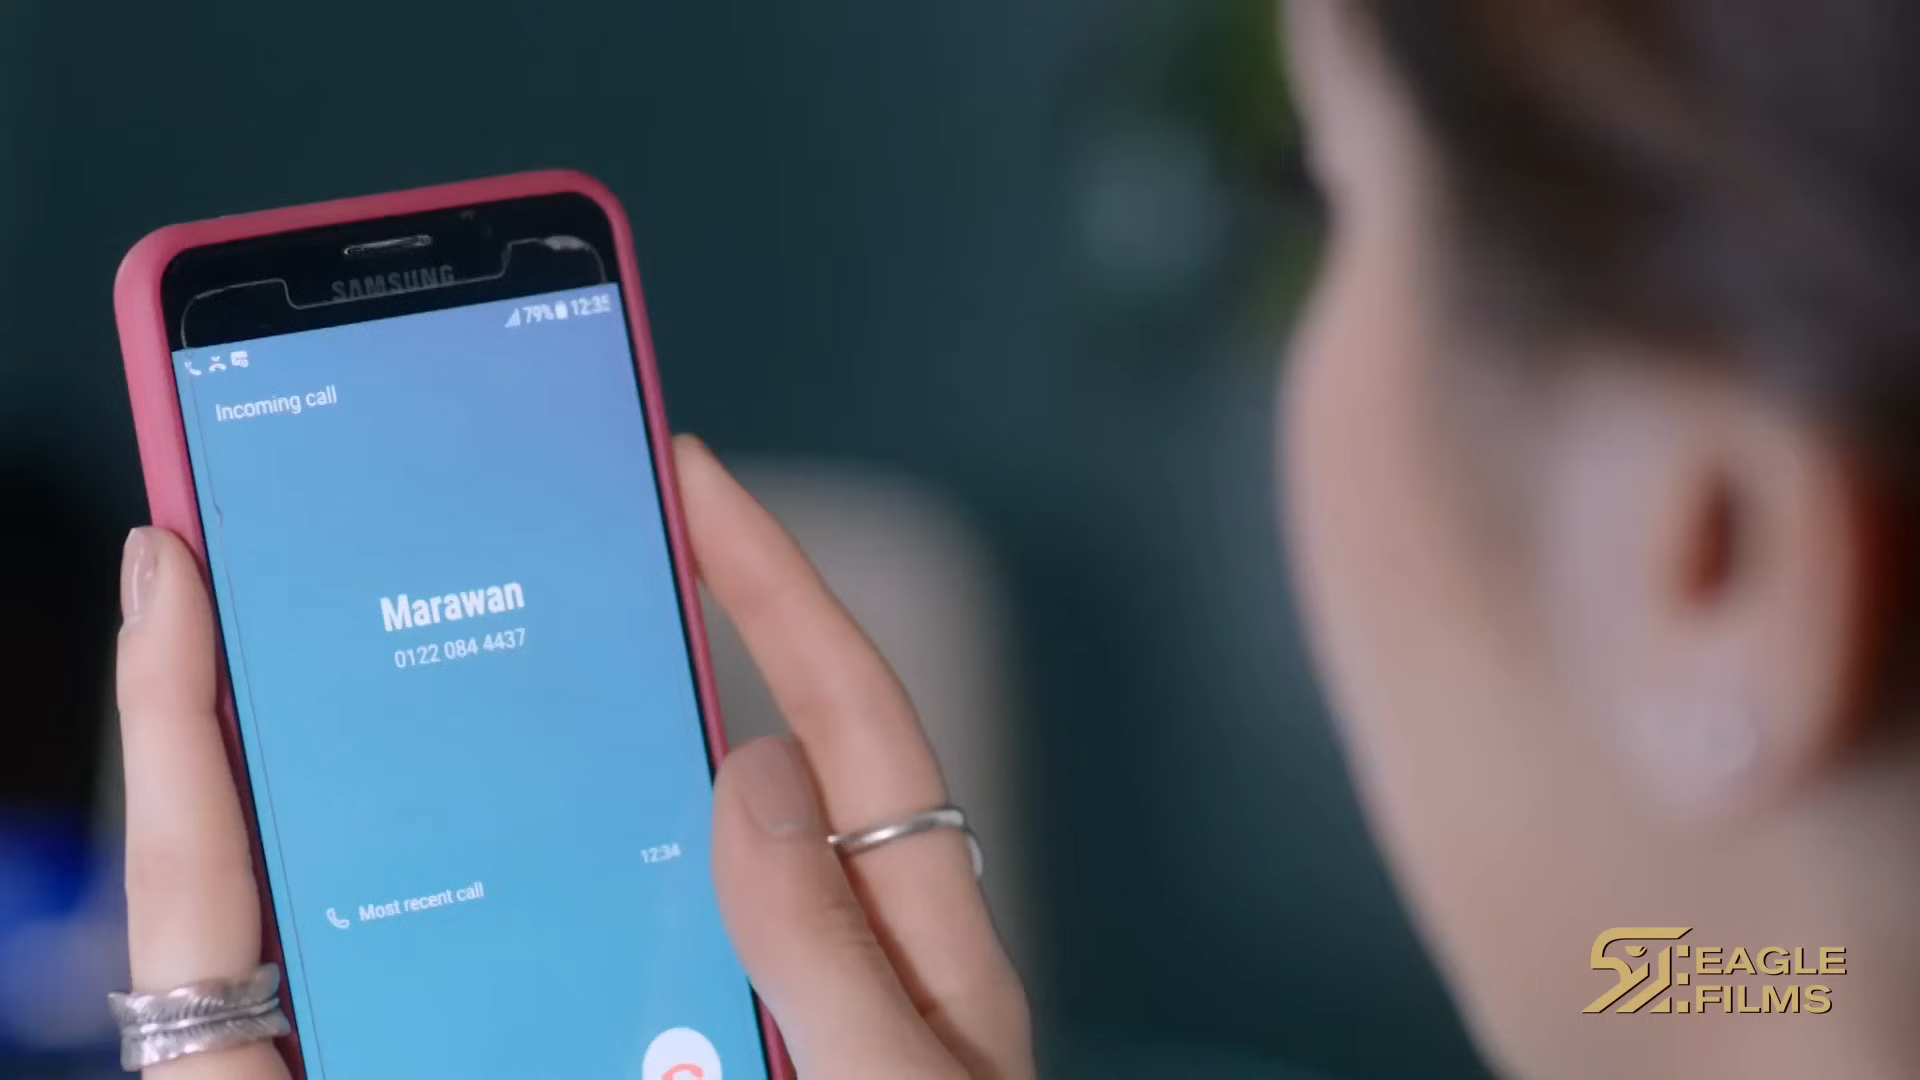 SAMSUNG
79% 12:35
Incoming call
Marawan
0122 084 4437
12:34
Most recent call
EAGLE
FILMS